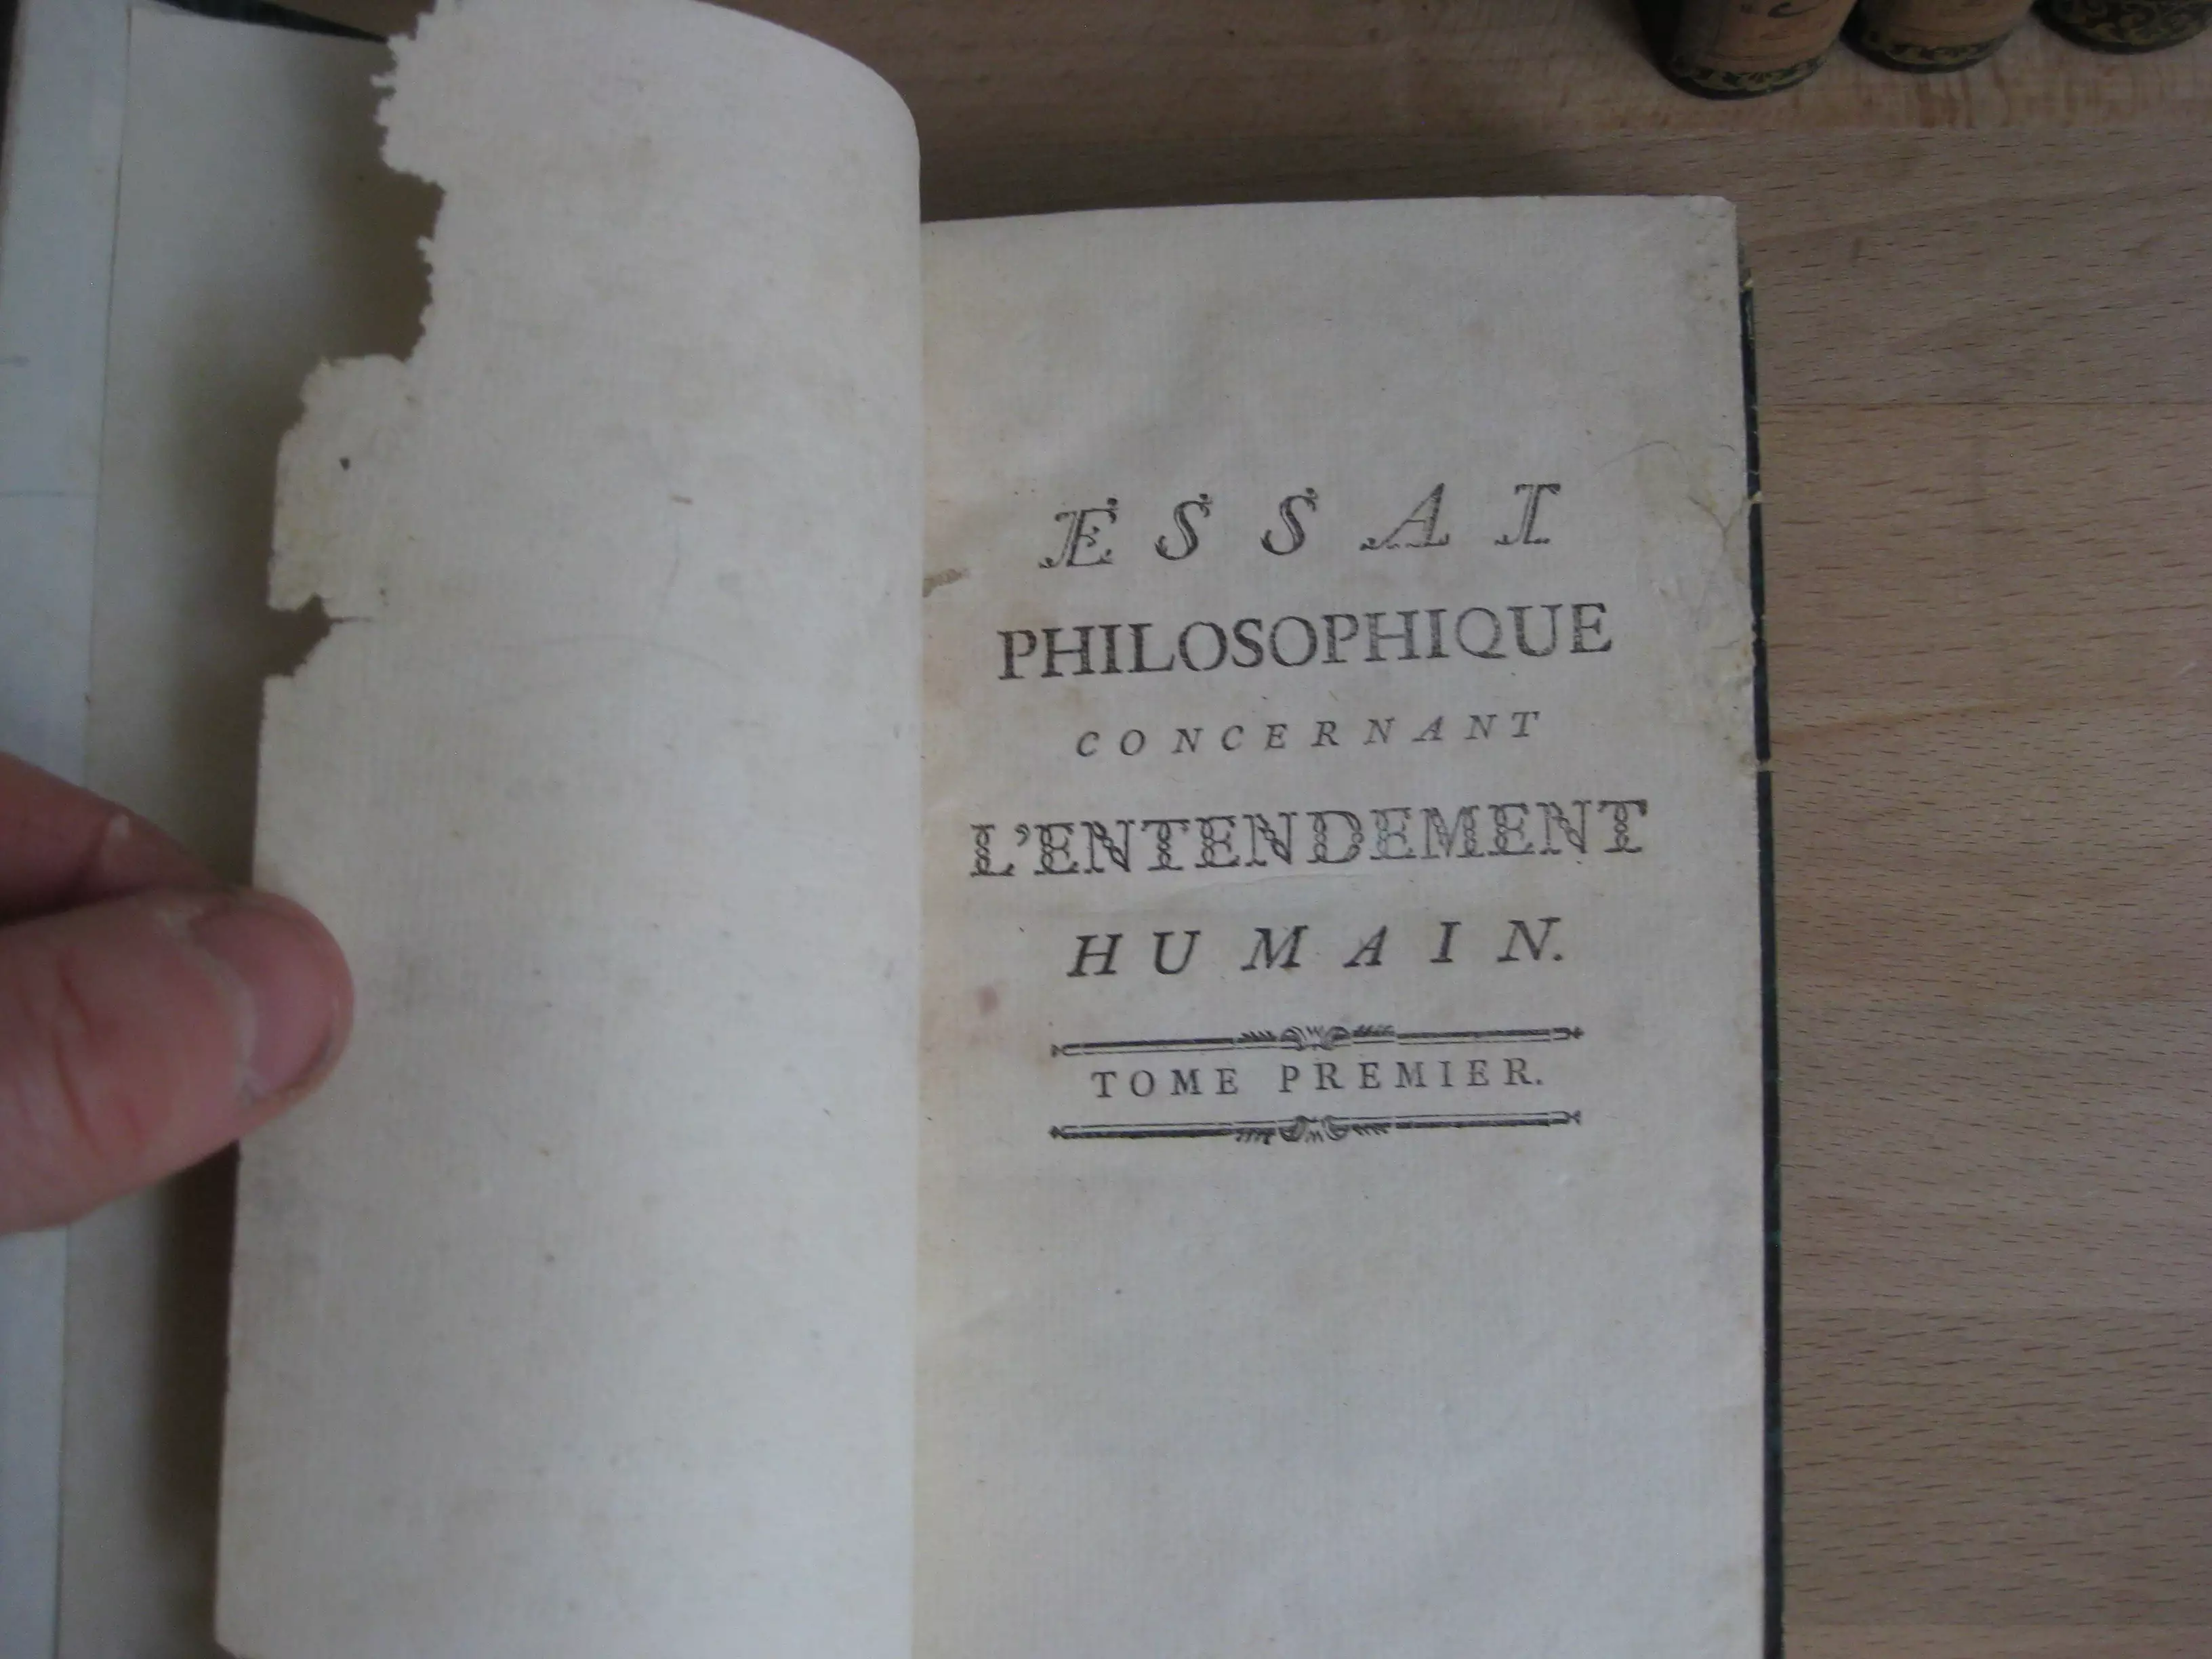 ESSAI
PHILOSOPHIQUE
CONCERNANT
L'ENTENDEMENT
HUMAIN.
TOME PREMIER.